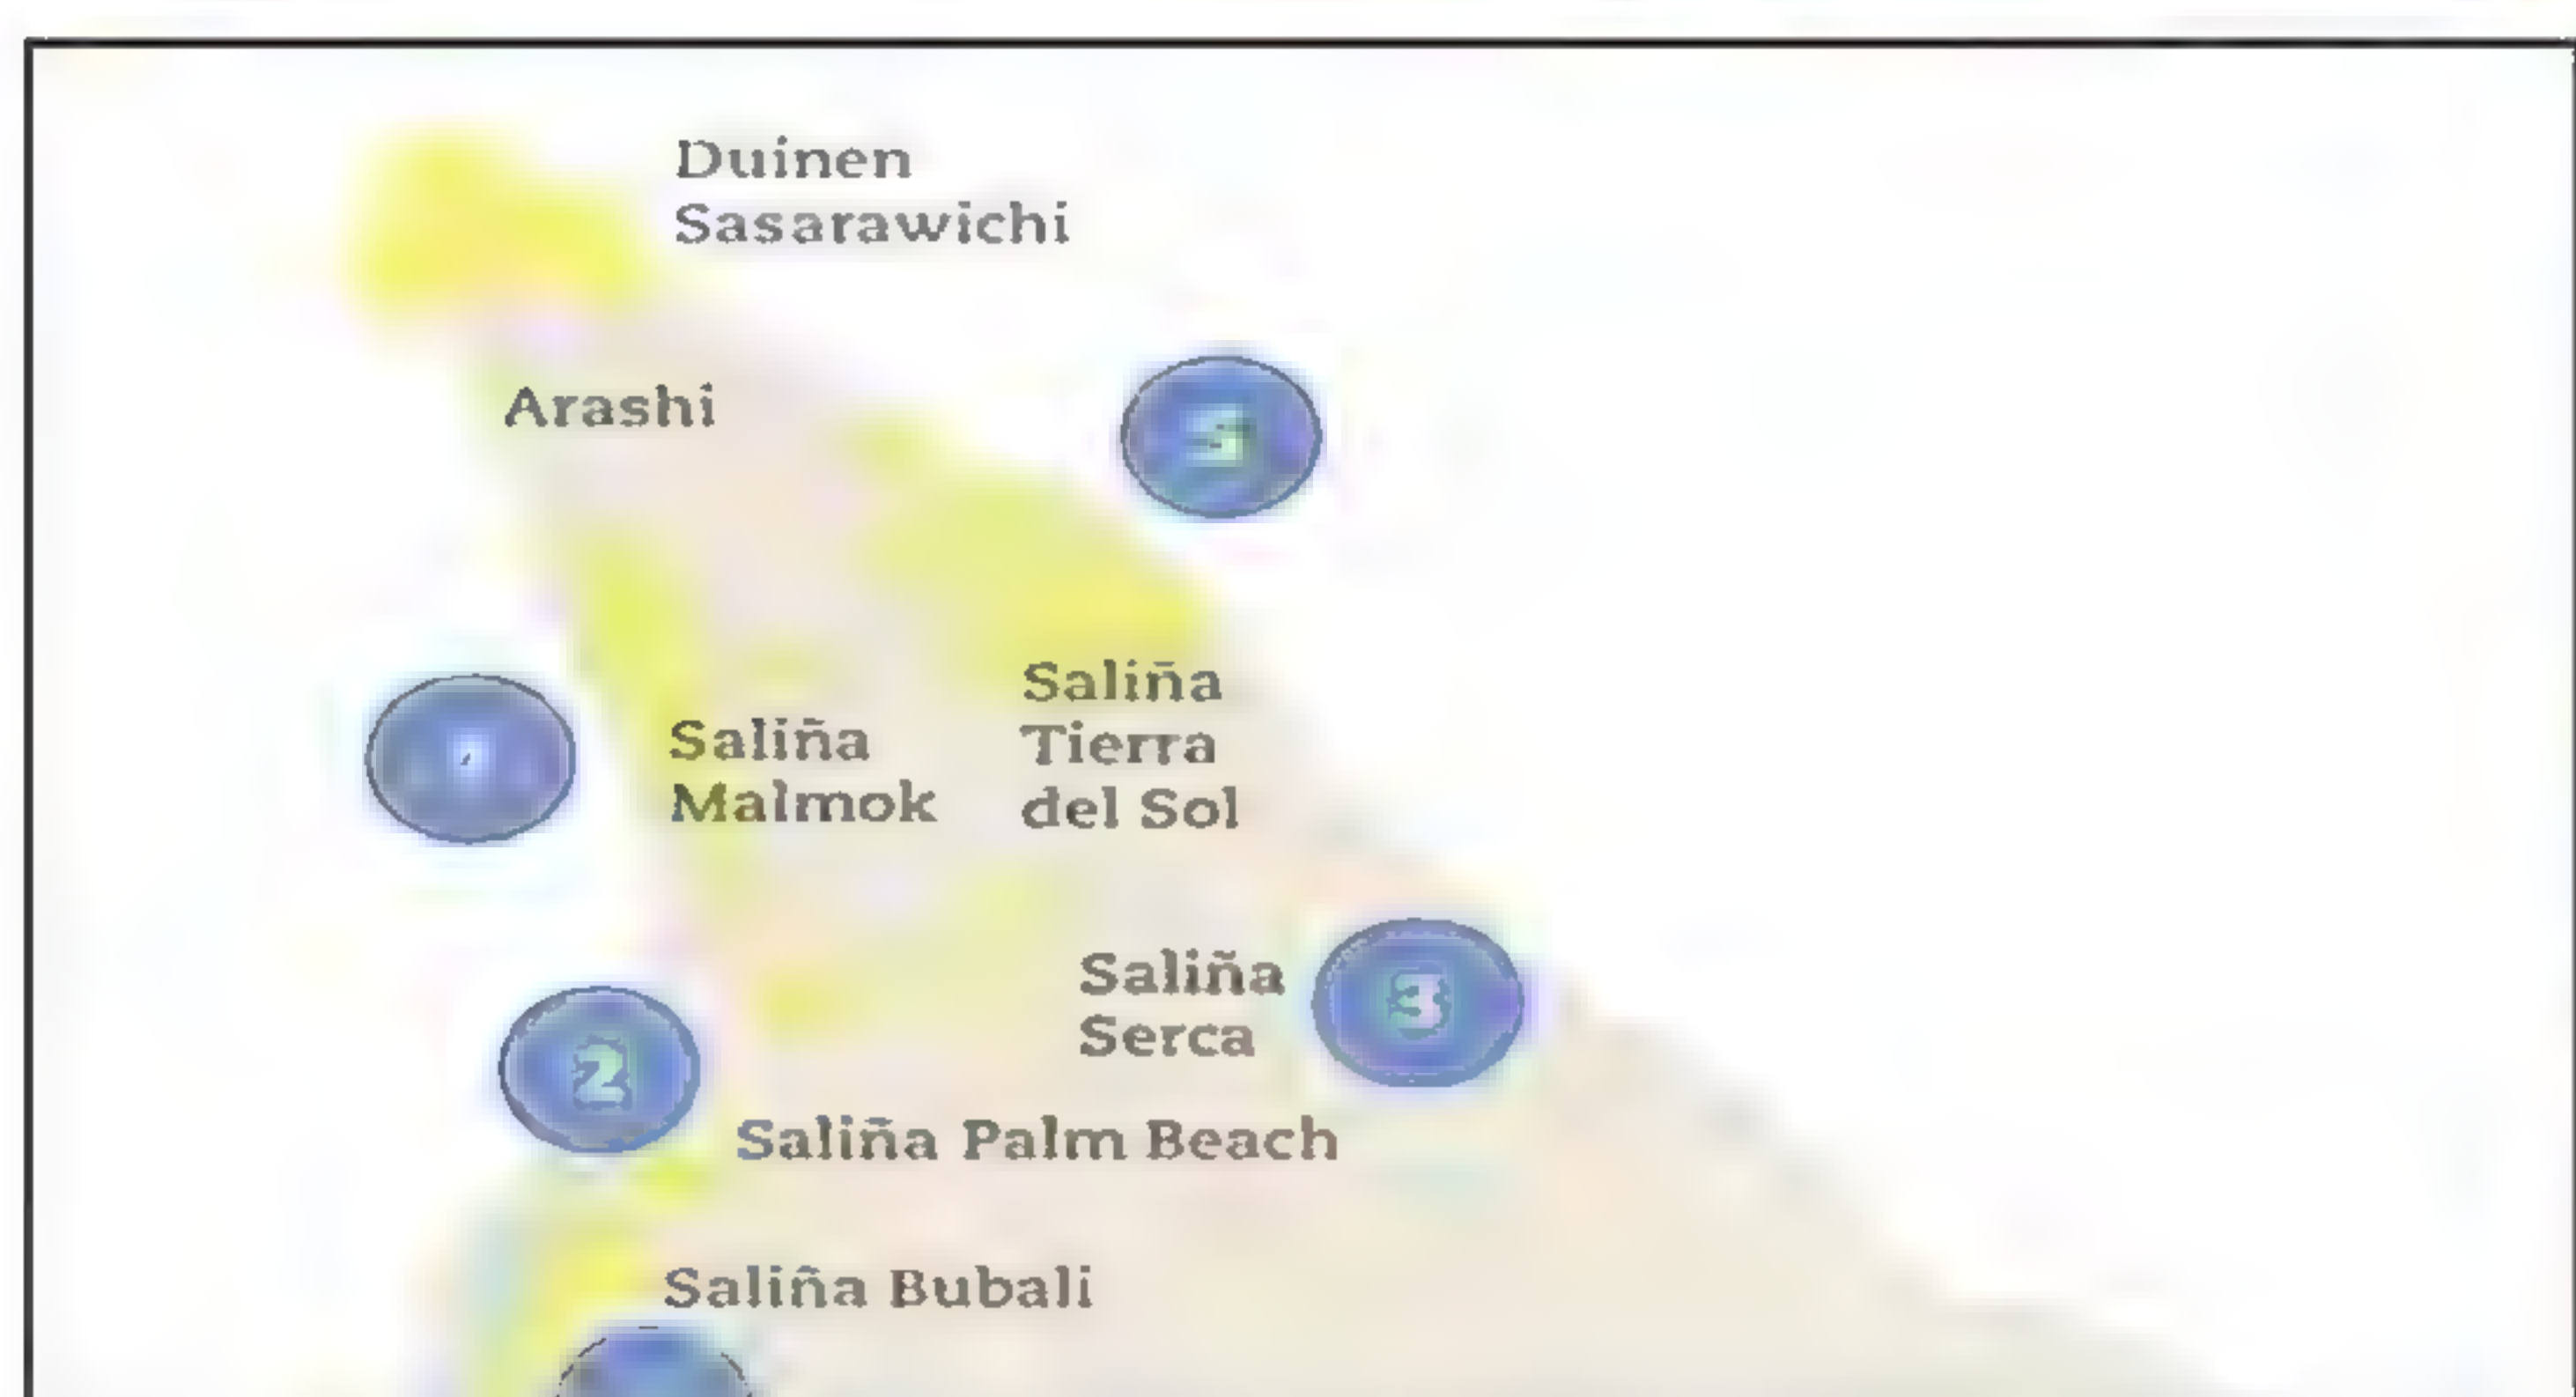 Duinen
Sasarawichi
Arashi
Saliña
Tierra
del Sol
Saliña
Malmok
Saliña
Serca
3
2
Saliña Palm Beach
Saliña Bubali